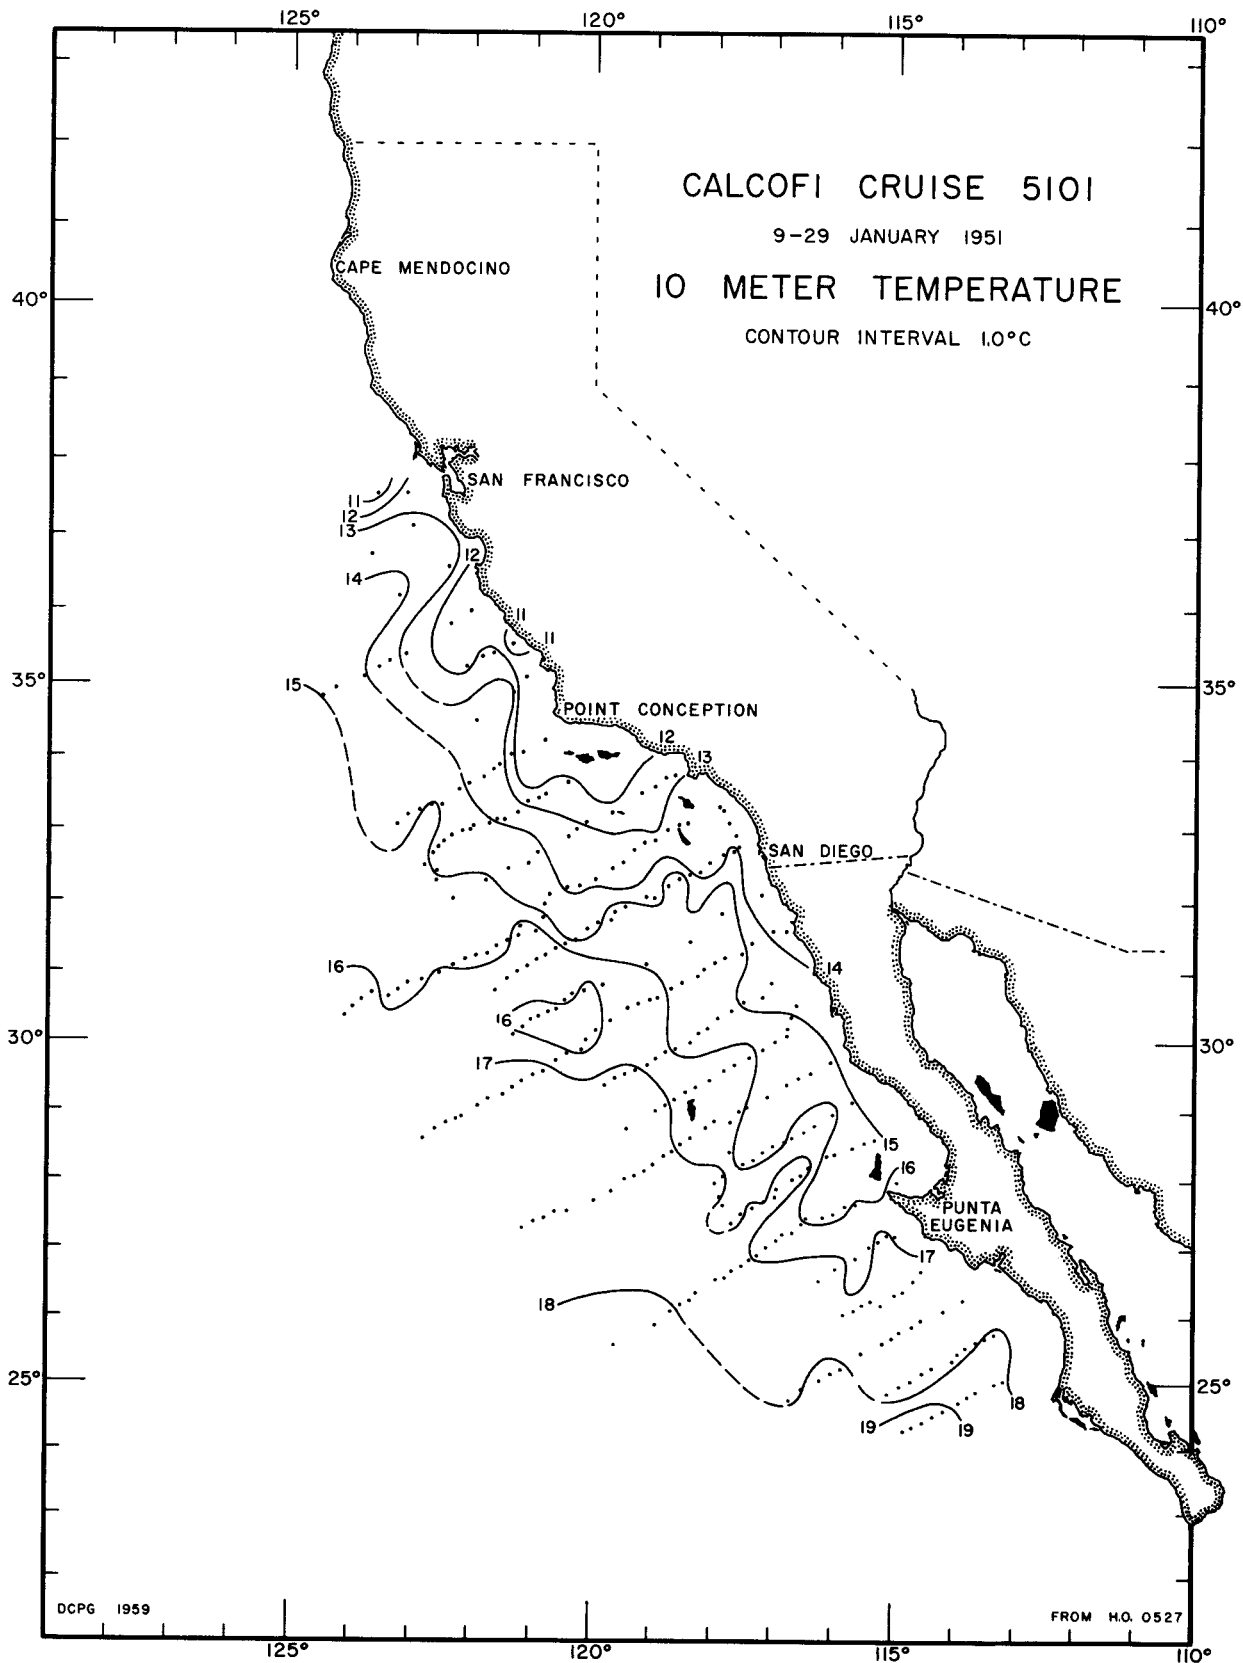 125° 120° 115° 110°
CALCOFI CRUISE 5101
9-29 JANUARY 1951
CAPE MENDOCINO
10 METER TEMPERATURE
40° 40°
CONTOUR INTERVAL 1.0°C
SAN FRANCISCO
11
12
13
12
14
11
11
35° 35°
15
POINT CONCEPTION
12
13
SAN DIEGO
16
14
16
30° 30°
17
15
16
PUNTA
EUGENIA
17
18
25° 25°
18
19 19
DCPG 1959
FROM H.O. 0527
125° 120° 115° 110°